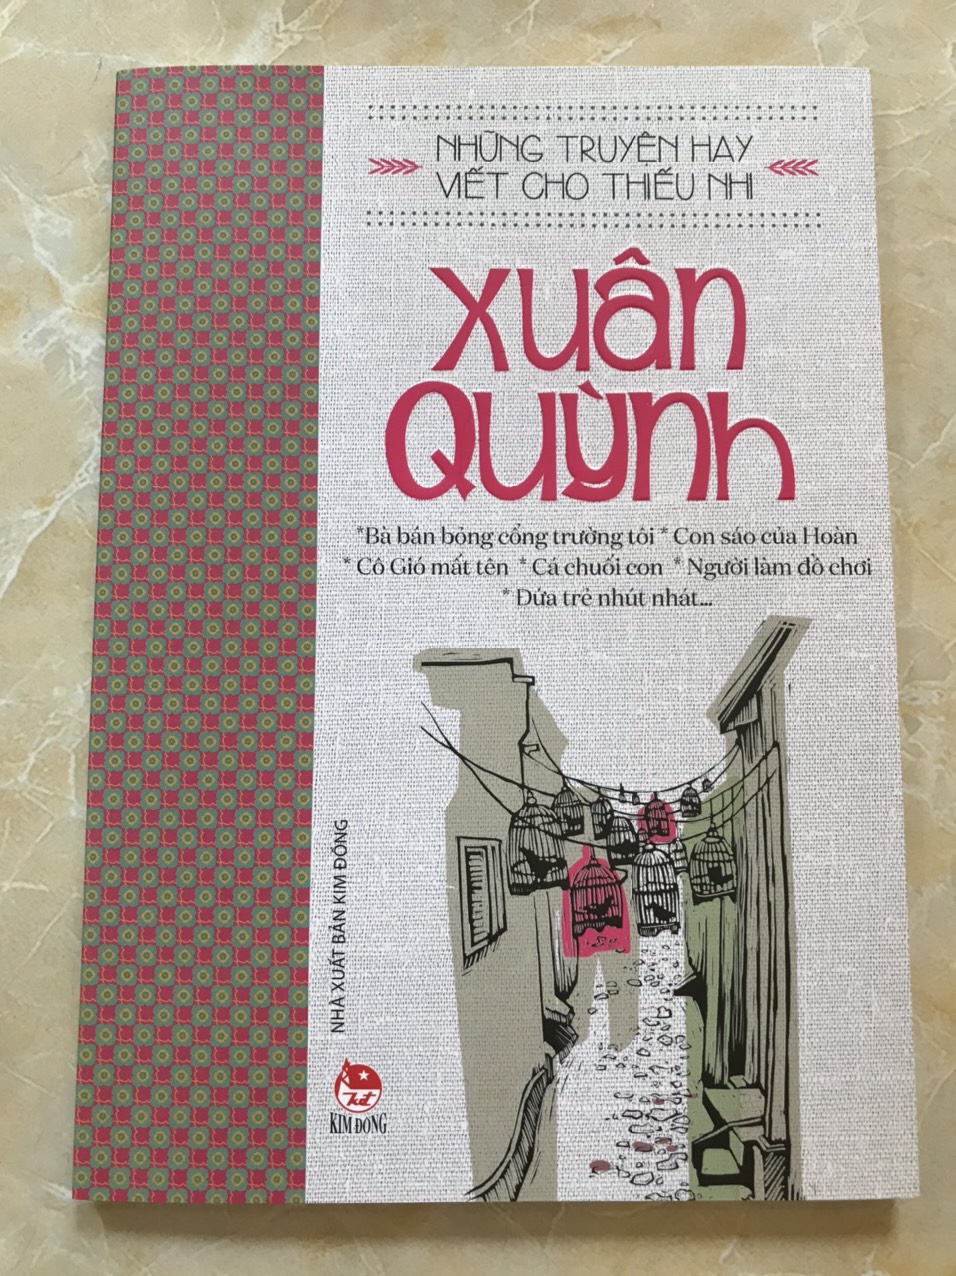 NHỮNG TRUYỆN HAY
VIẾT CHO THIẾU NHI
XUÂN
QUỲNH
*Bà bán bỏng cổng trường tôi * Con sáo của Hoàn
* Cô Gió mất tên * Cá chuối con * Người làm đồ chơi
* Đứa trẻ nhút nhát...
NHÀ XUẤT BẢN KIM ĐỒNG
kđ
KIM ĐỒNG